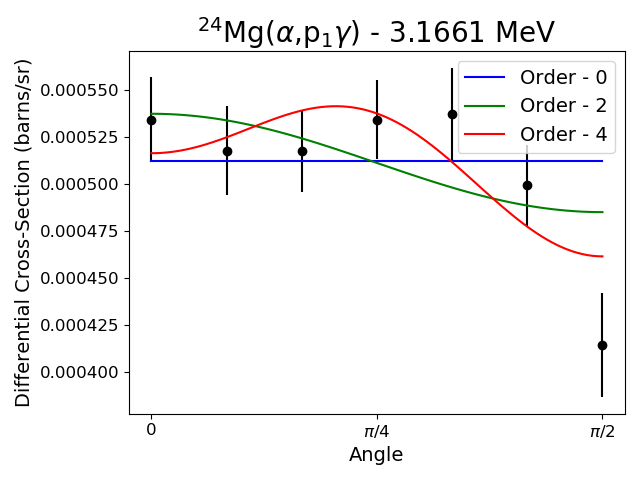 ²⁴Mg(α,p₁γ) - 3.1661 MeV
Differential Cross-Section (barns/sr)
0.000550
0.000525
0.000500
0.000475
0.000450
0.000425
0.000400
Order - 0
Order - 2
Order - 4
0 π/4 π/2
Angle